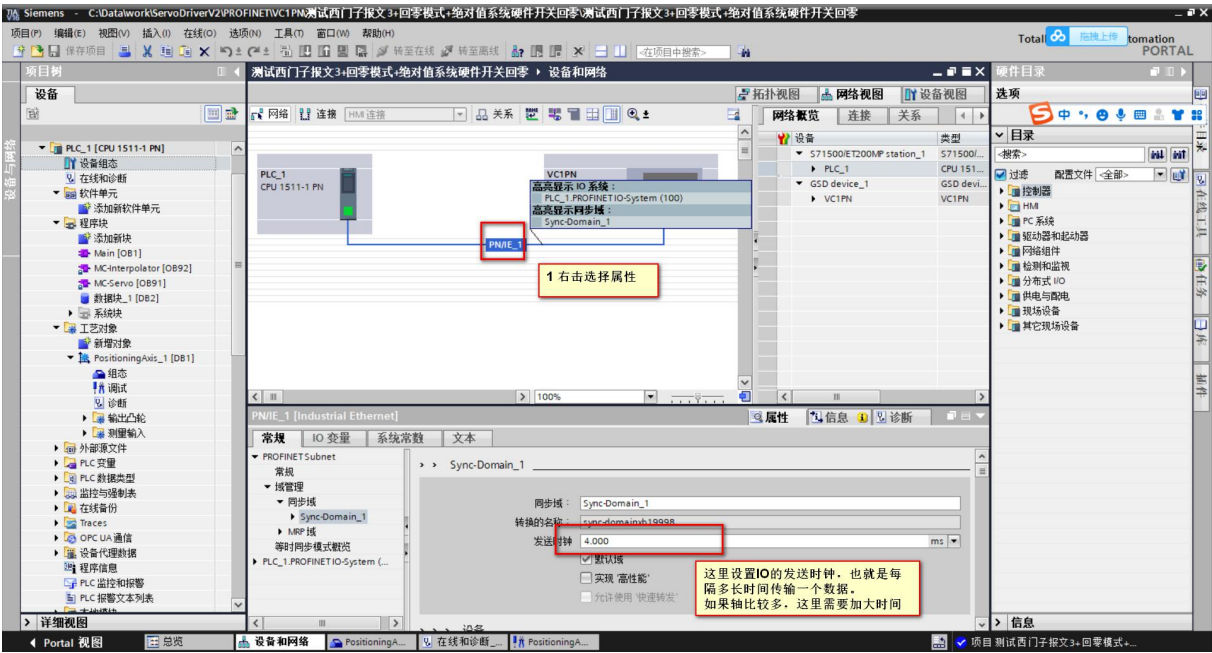 Siemens - C:\Data\work\ServoDriverV2\PROFINET\VC1PN\测试西门子报文3+回零模式+绝对值系统硬件开关回零\测试西门子报文3+回零模式+绝对值系统硬件开关回零
项目(P) 编辑(E) 视图(V) 插入(I) 在线(O) 选项(N) 工具(T) 窗口(W) 帮助(H)
Total
拖拽上传
tomation
PORTAL
保存项目
转至在线
转至离线
<在项目中搜索>
项目树
测试西门子报文3+回零模式+绝对值系统硬件开关回零 › 设备和网络
硬件目录
设备
拓扑视图
网络视图
设备视图
选项
网络
连接
HMI 连接
关系
网络概览
连接
关系
中
设备与网络
PLC_1 [CPU 1511-1 PN]
设备组态
在线和诊断
软件单元
添加新软件单元
程序块
添加新块
Main [OB1]
MC-Interpolator [OB92]
MC-Servo [OB91]
数据块_1 [DB2]
系统块
工艺对象
新增对象
PositioningAxis_1 [DB1]
组态
调试
诊断
输出凸轮
测量输入
外部源文件
PLC 变量
PLC 数据类型
监控与强制表
在线备份
Traces
OPC UA 通信
设备代理数据
程序信息
PLC 监控和报警
PLC 报警文本列表
详细视图
PLC_1
CPU 1511-1 PN
VC1PN
高亮显示 IO 系统：
PLC_1.PROFINET IO-System (100)
高亮显示同步域：
Sync-Domain_1
PN/IE_1
1 右击选择属性
100%
设备
类型
S71500/ET200MP station_1
S71500/...
PLC_1
CPU 151...
GSD device_1
GSD devi...
VC1PN
VC1PN
目录
<搜索>
过滤
配置文件
<全部>
控制器
HMI
PC 系统
驱动器和起动器
网络组件
检测和监视
分布式 I/O
供电与配电
现场设备
其它现场设备
在线工具
任务
库
插件
信息
PN/IE_1 [Industrial Ethernet]
属性
信息
诊断
常规
IO 变量
系统常数
文本
PROFINET Subnet
常规
域管理
同步域
Sync-Domain_1
MRP 域
等时同步模式概览
PLC_1.PROFINET IO-System (...
› › Sync-Domain_1
同步域：
Sync-Domain_1
转换的名称：
sync-domainxb19998
发送时钟
4.000
ms
默认域
实现 '高性能'
允许使用 '快速转发'
这里设置IO的发送时钟，也就是每
隔多长时间传输一个数据。
如果轴比较多，这里需要加大时间
Portal 视图
总览
设备和网络
PositioningA...
在线和诊断_...
PositioningA...
项目 测试西门子报文3+回零模式+...